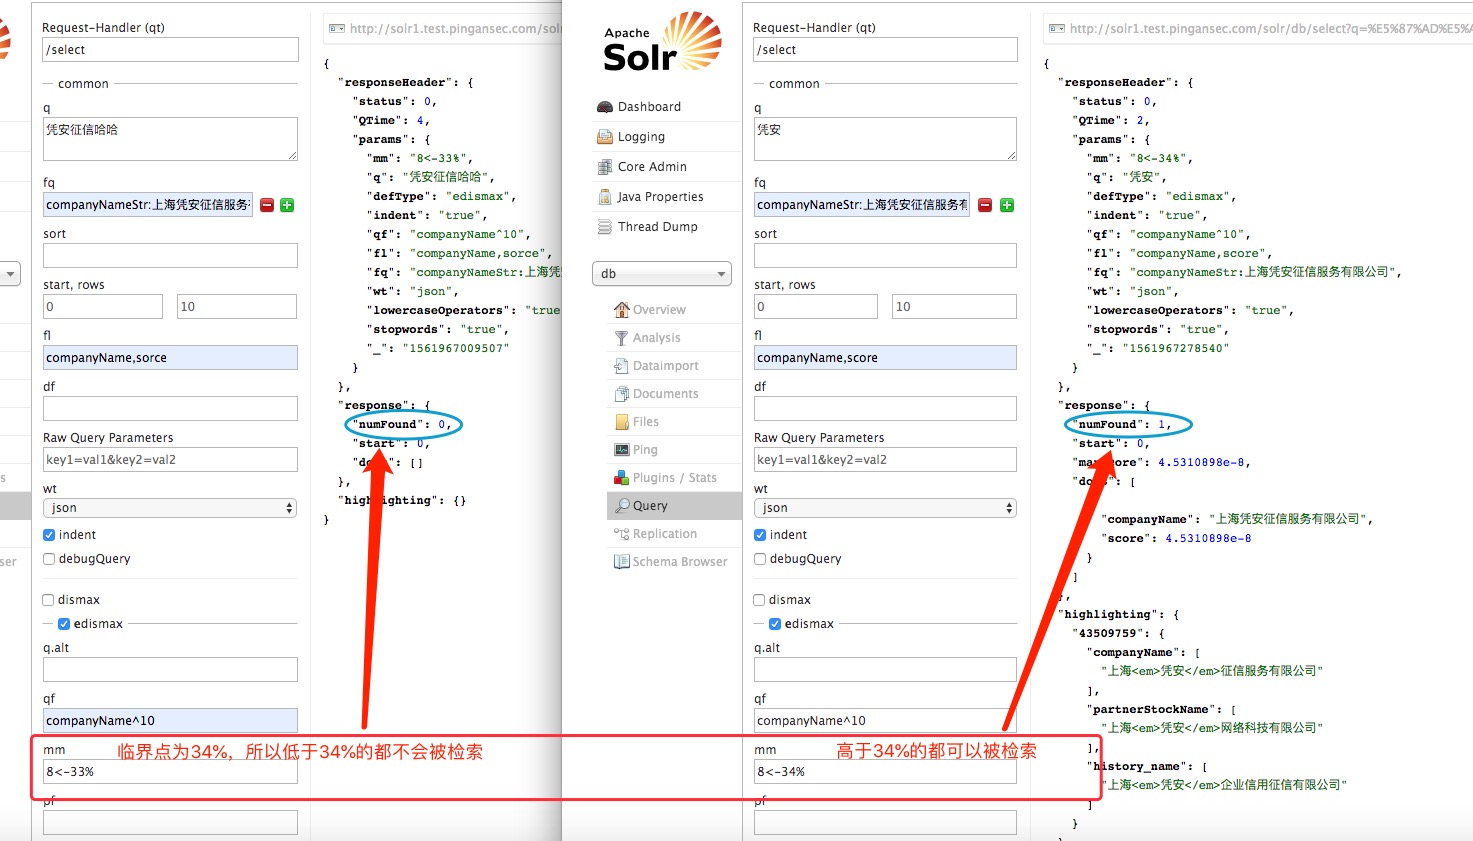 Request-Handler (qt)
/select
common
q
凭安征信哈哈
fq
companyNameStr:上海凭安征信服务
sort
start, rows
0
10
fl
companyName,sorce
df
Raw Query Parameters
key1=val1&key2=val2
wt
json
indent
debugQuery
dismax
edismax
q.alt
qf
companyName^10
mm
临界点为34%，所以低于34%的都不会被检索
8<-33%
pf
http://solr1.test.pingansec.com/sol
{
"responseHeader": {
"status": 0,
"QTime": 4,
"params": {
"mm": "8<-33%",
"q": "凭安征信哈哈",
"defType": "edismax",
"indent": "true",
"qf": "companyName^10",
"fl": "companyName,sorce",
"fq": "companyNameStr:上海凭
"wt": "json",
"lowercaseOperators": "true
"stopwords": "true",
"_": "1561967009507"
}
},
"response": {
"numFound": 0,
"start": 0,
"do": []
},
"highlighting": {}
}
Apache
Solr
Dashboard
Logging
Core Admin
Java Properties
Thread Dump
db
Overview
Analysis
Dataimport
Documents
Files
Ping
Plugins / Stats
Query
Replication
Schema Browser
s
ser
Request-Handler (qt)
/select
common
q
凭安
fq
companyNameStr:上海凭安征信服务有
sort
start, rows
0
10
fl
companyName,score
df
Raw Query Parameters
key1=val1&key2=val2
wt
json
indent
debugQuery
dismax
edismax
q.alt
qf
companyName^10
mm
高于34%的都可以被检索
8<-34%
pf
http://solr1.test.pingansec.com/solr/db/select?q=%E5%87%AD%E5%
{
"responseHeader": {
"status": 0,
"QTime": 2,
"params": {
"mm": "8<-34%",
"q": "凭安",
"defType": "edismax",
"indent": "true",
"qf": "companyName^10",
"fl": "companyName,score",
"fq": "companyNameStr:上海凭安征信服务有限公司",
"wt": "json",
"lowercaseOperators": "true",
"stopwords": "true",
"_": "1561967278540"
}
},
"response": {
"numFound": 1,
"start": 0,
"ma core": 4.5310898e-8,
"do : [
"companyName": "上海凭安征信服务有限公司",
"score": 4.5310898e-8
}
]
},
"highlighting": {
"43509759": {
"companyName": [
"上海<em>凭安</em>征信服务有限公司"
],
"partnerStockName": [
"上海<em>凭安</em>网络科技有限公司"
],
"history_name": [
"上海<em>凭安</em>企业信用征信有限公司"
]
}